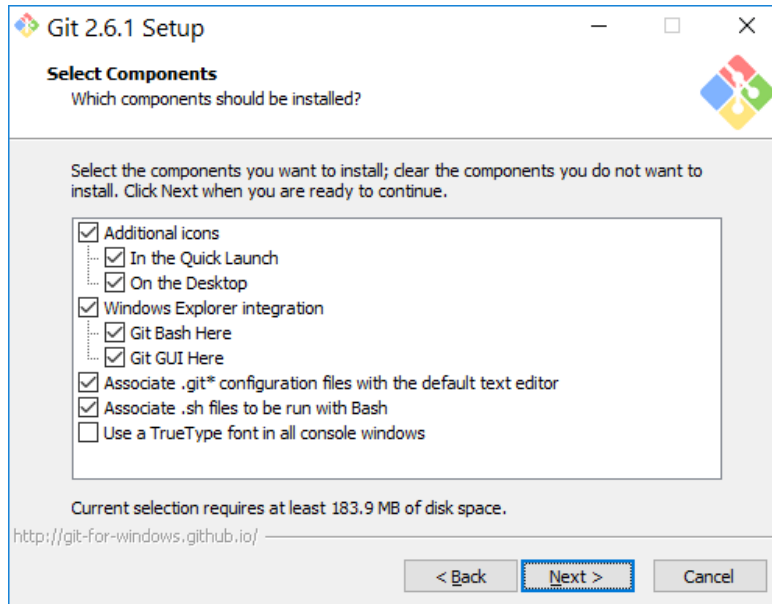 Git 2.6.1 Setup
Select Components
Which components should be installed?
Select the components you want to install; clear the components you do not want to
install. Click Next when you are ready to continue.
Additional icons
In the Quick Launch
On the Desktop
Windows Explorer integration
Git Bash Here
Git GUI Here
Associate .git* configuration files with the default text editor
Associate .sh files to be run with Bash
Use a TrueType font in all console windows
Current selection requires at least 183.9 MB of disk space.
http://git-for-windows.github.io/
< Back
Next >
Cancel